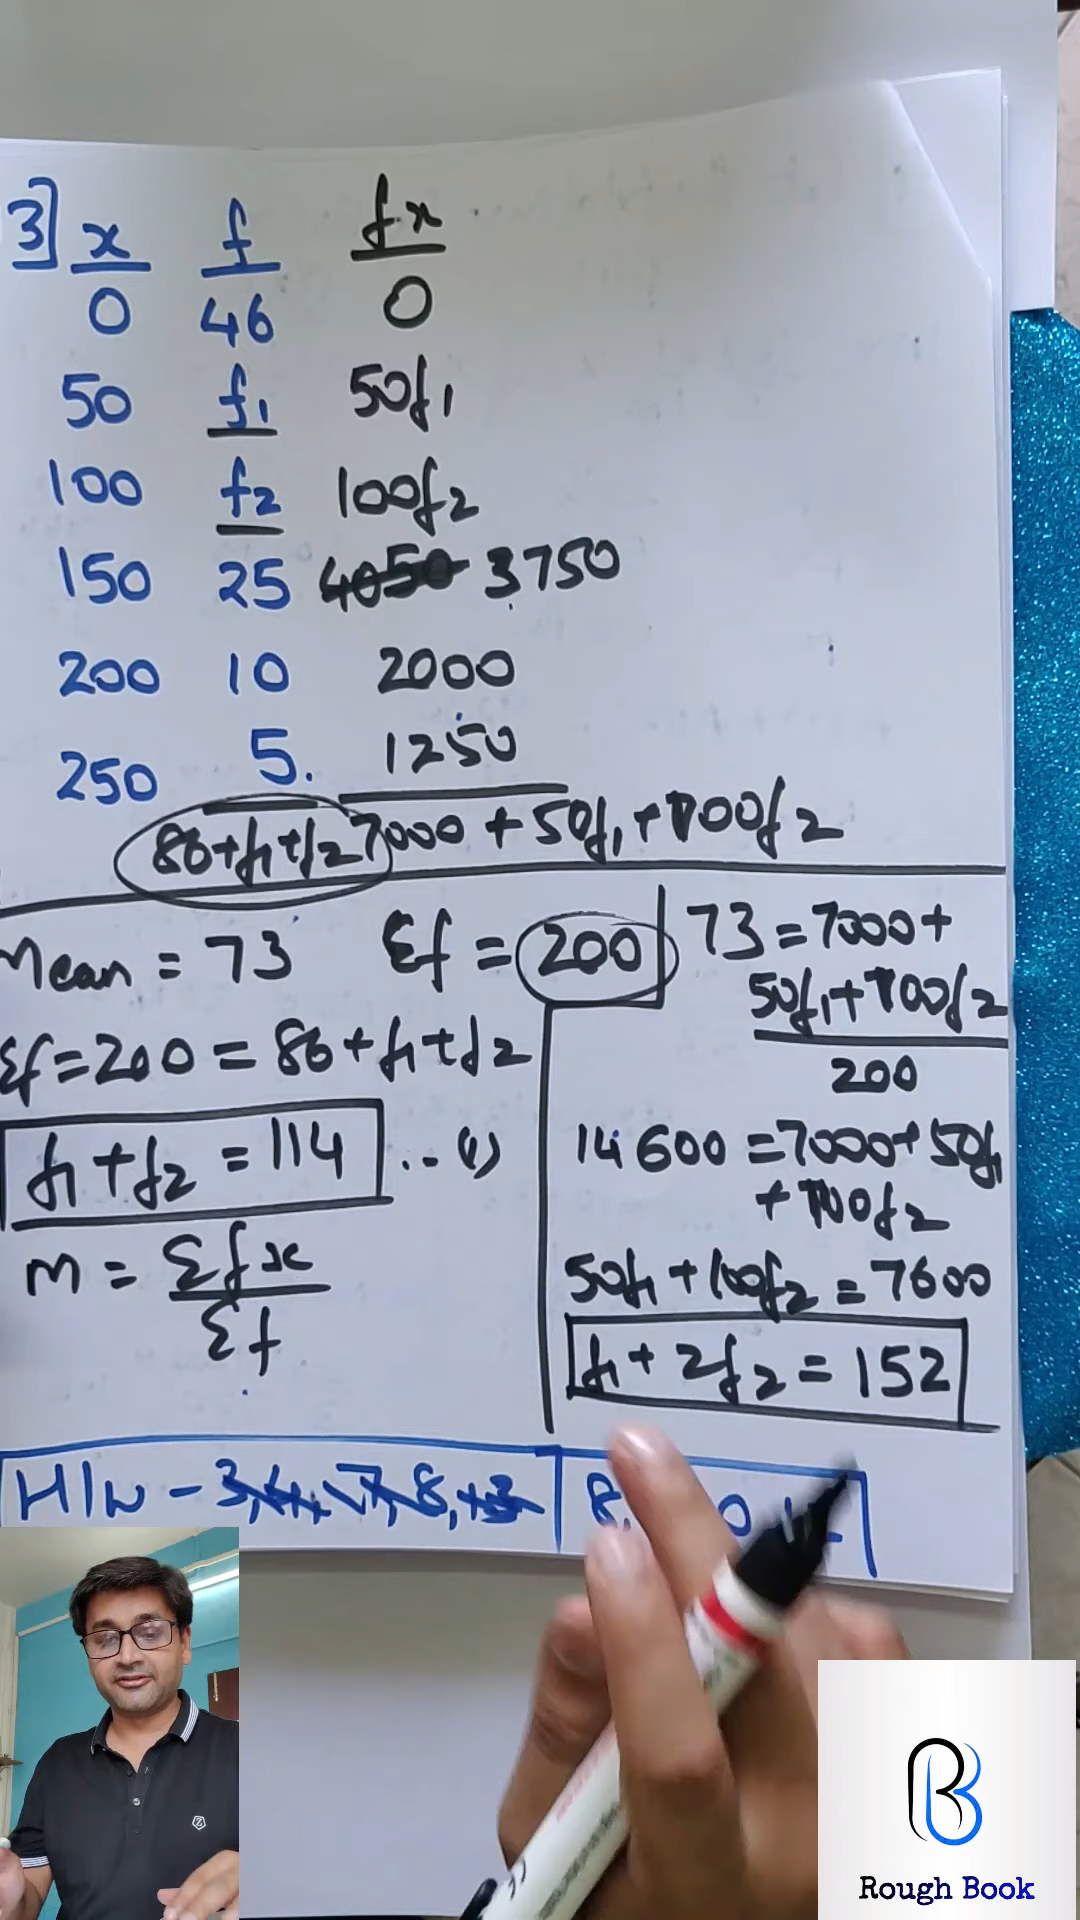 3] x f fx
0 46 0
50 f1 50f1
100 f2 100f2
150 25 4050 3750
200 10 2000
250 5. 1250
86+f1+f2 7000 + 50f1 + 100f2
Mean = 73 Σf = 200
Σf = 200 = 86 + f1 + f2
f1 + f2 = 114 ... (1)
m = Σfx
Σf
73 = 7000 +
50f1 + 100f2
200
14600 = 7000 + 50f1
+ 100f2
50f1 + 100f2 = 7600
f1 + 2f2 = 152
H/W - 3, 4, 7, 8, 13
8,
B
Rough Book